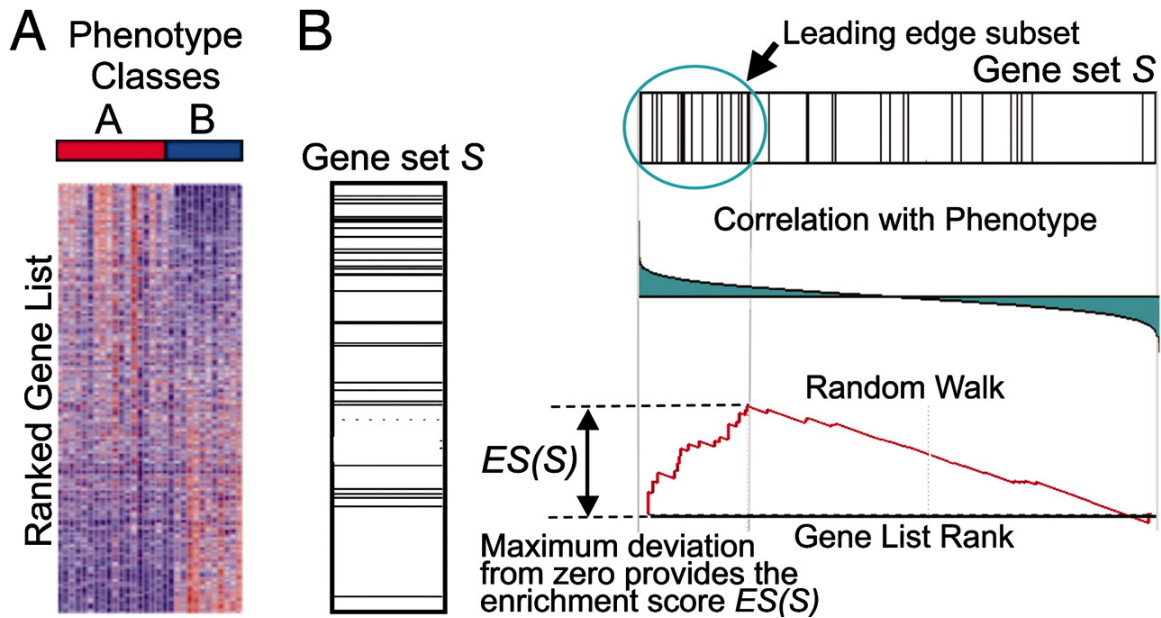 A
Phenotype
Classes
A
B
Ranked Gene List
B
Gene set S
Leading edge subset
Gene set S
Correlation with Phenotype
Random Walk
ES(S)
Gene List Rank
Maximum deviation
from zero provides the
enrichment score ES(S)